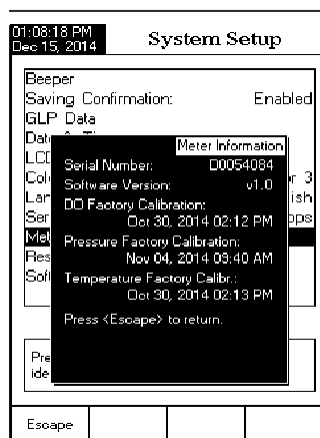 01:08:18 PM
Dec 15, 2014
System Setup
Beeper
Saving Confirmation: Enabled
GLP Data
Meter Information
Serial Number: D0054084
Software Version: v1.0
DO Factory Calibration:
Oct 30, 2014 02:12 PM
Pressure Factory Calibration:
Nov 04, 2014 09:40 AM
Temperature Factory Calibr.:
Oct 30, 2014 02:13 PM
Press <Escape> to return.
Escape